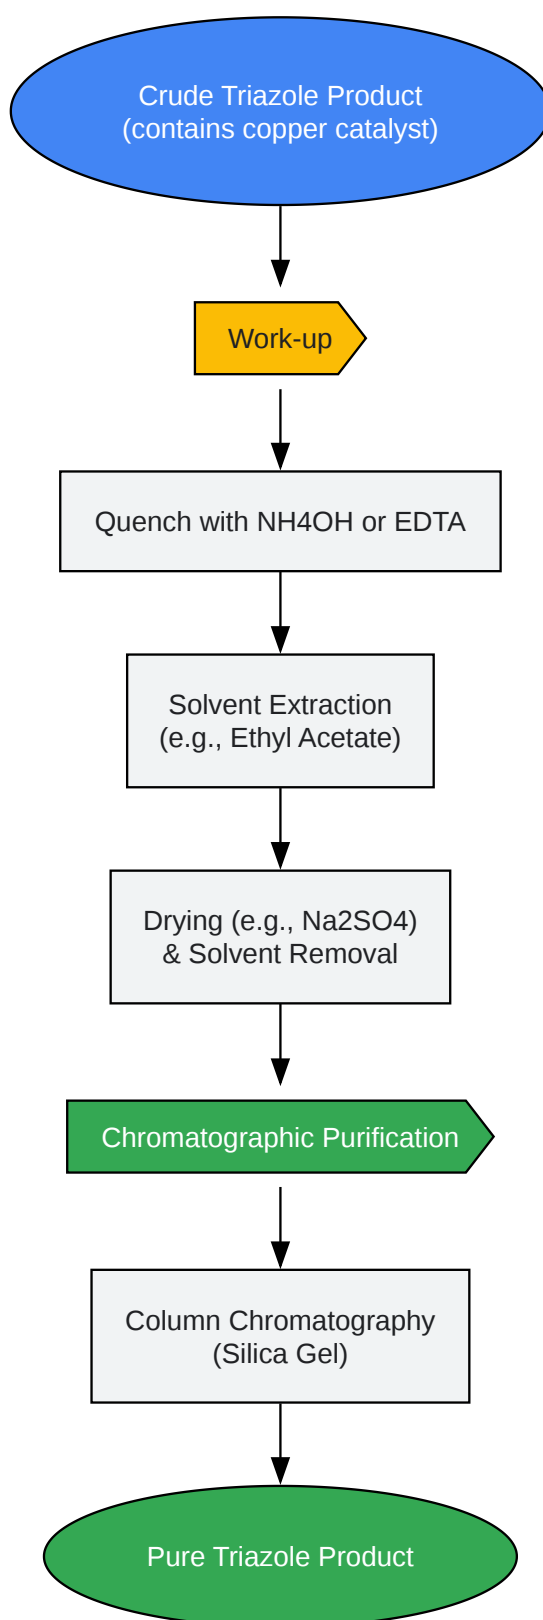 Crude Triazole Product
(contains copper catalyst)
Work-up
Quench with NH4OH or EDTA
Solvent Extraction
(e.g., Ethyl Acetate)
Drying (e.g., Na2SO4)
& Solvent Removal
Chromatographic Purification
Column Chromatography
(Silica Gel)
Pure Triazole Product